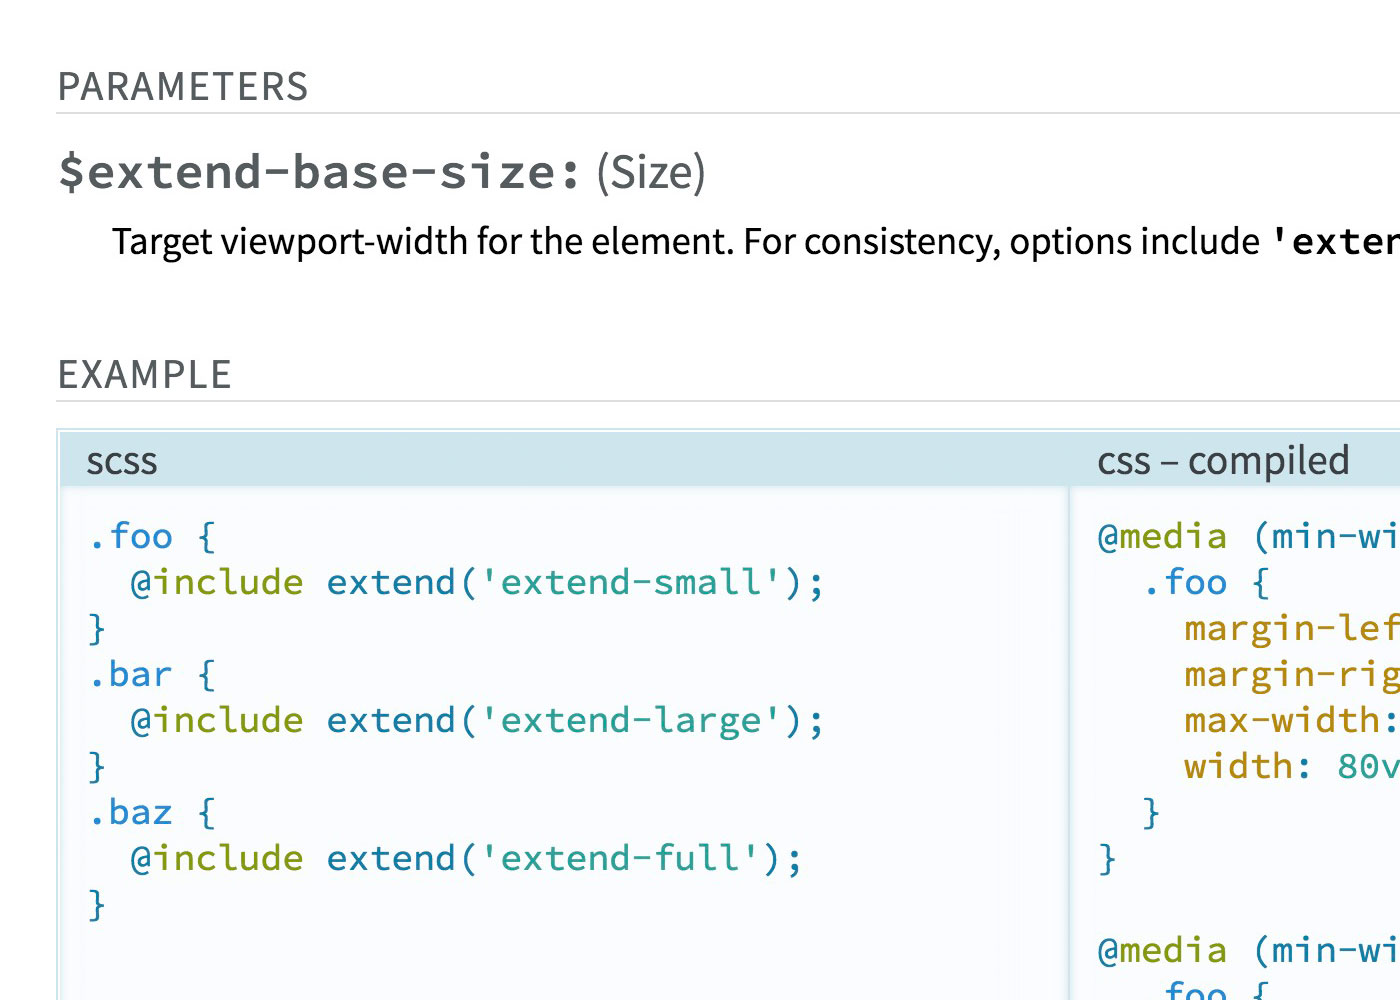 PARAMETERS
$extend-base-size: (Size)
Target viewport-width for the element. For consistency, options include 'exten
EXAMPLE
scss
.foo {
  @include extend('extend-small');
}
.bar {
  @include extend('extend-large');
}
.baz {
  @include extend('extend-full');
}
css – compiled
@media (min-wi
  .foo {
    margin-lef
    margin-rig
    max-width:
    width: 80v
  }
}
@media (min-wi
  .foo {